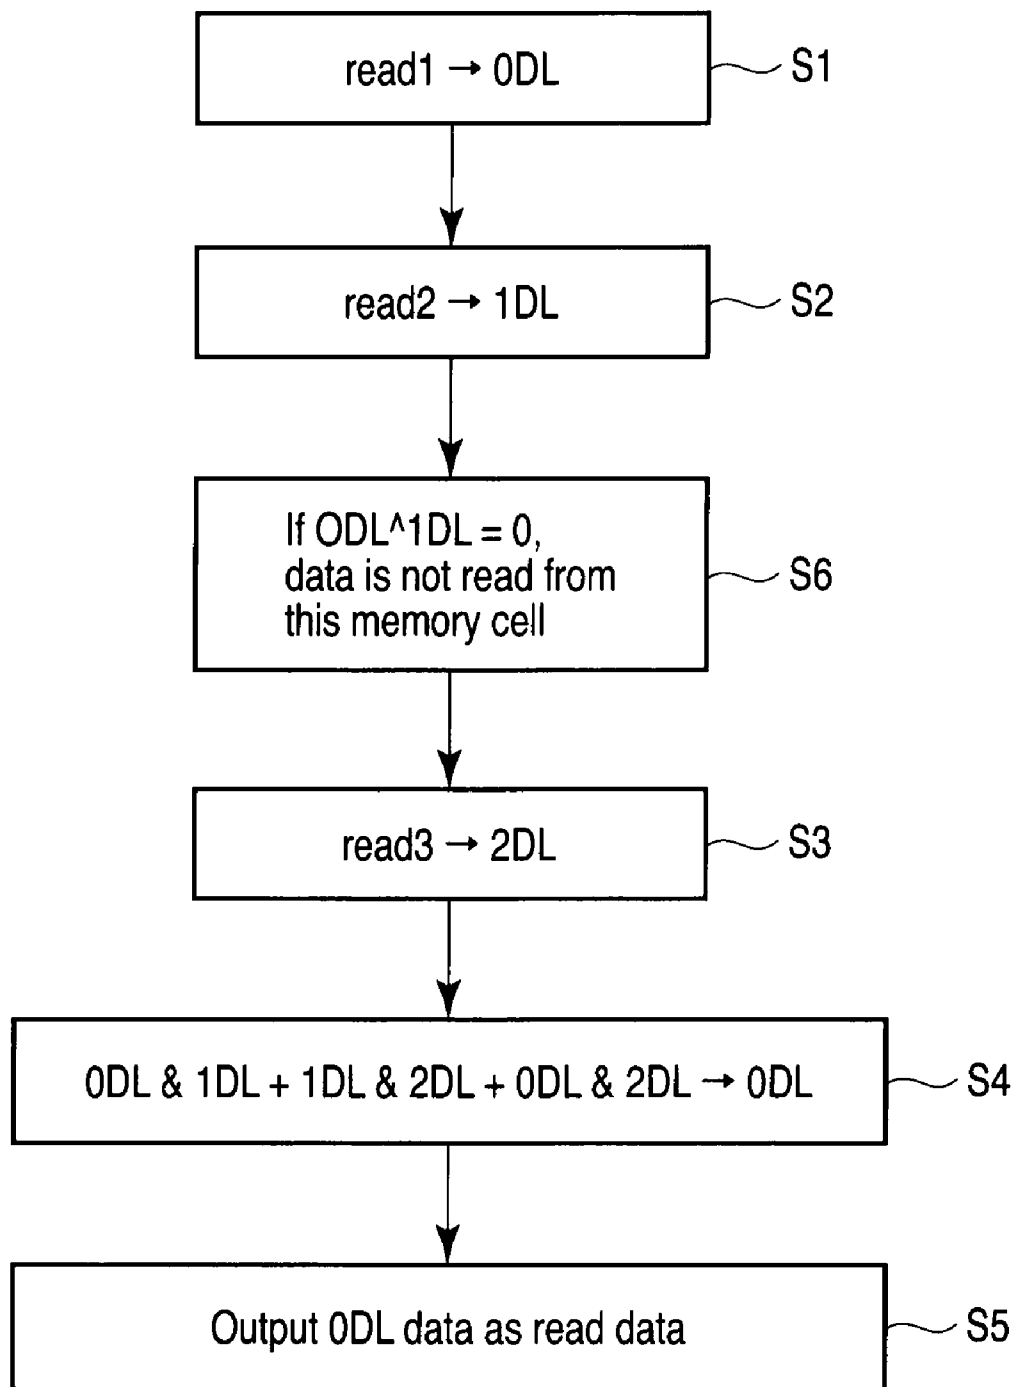 read1 → 0DL
S1
read2 → 1DL
S2
If ODL^1DL = 0,
data is not read from
this memory cell
S6
read3 → 2DL
S3
0DL & 1DL + 1DL & 2DL + 0DL & 2DL → 0DL
S4
Output 0DL data as read data
S5